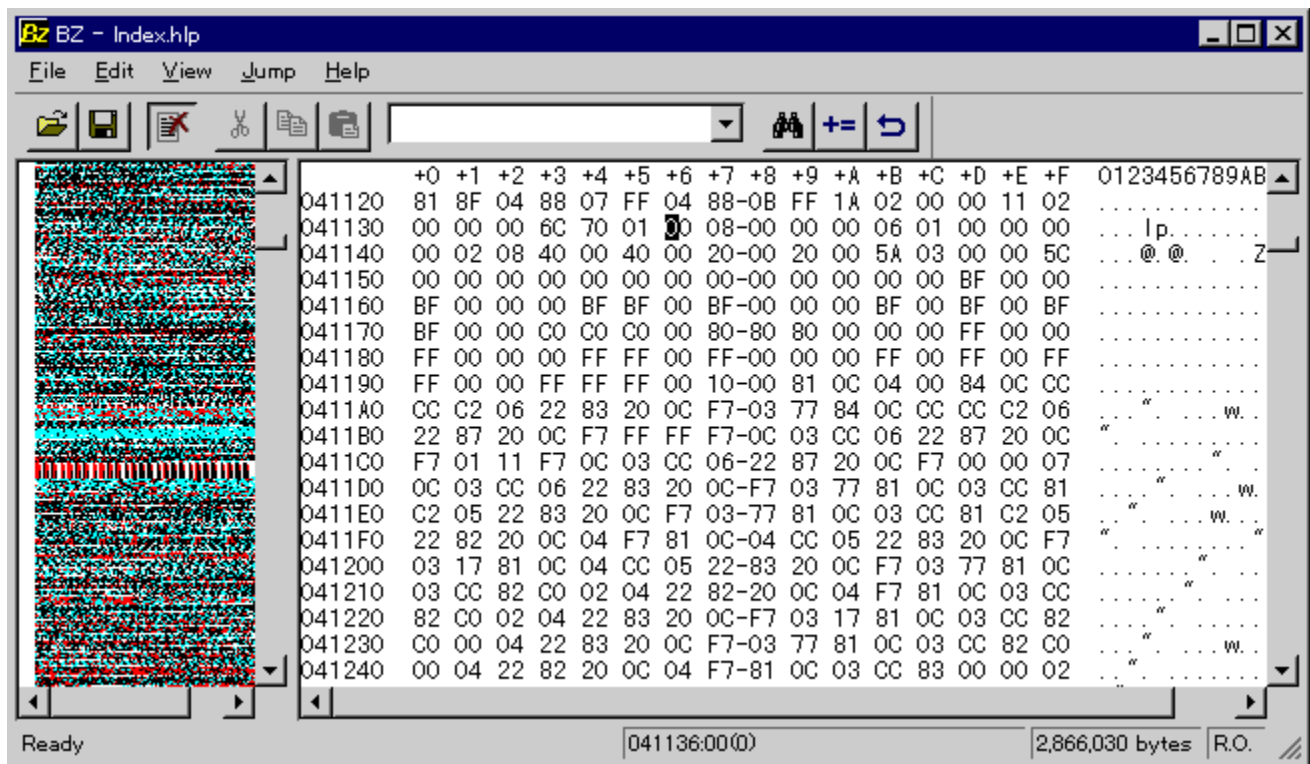 Bz BZ - Index.hlp
File Edit View Jump Help
+=
+0 +1 +2 +3 +4 +5 +6 +7 +8 +9 +A +B +C +D +E +F 0123456789AB
041120 81 8F 04 88 07 FF 04 88-0B FF 1A 02 00 00 11 02 ............
041130 00 00 00 6C 70 01 00 08-00 00 00 06 01 00 00 00 ...lp.......
041140 00 02 08 40 00 40 00 20-00 20 00 5A 03 00 00 5C ...@.@. . .Z
041150 00 00 00 00 00 00 00 00-00 00 00 00 00 BF 00 00 ............
041160 BF 00 00 00 BF BF 00 BF-00 00 00 BF 00 BF 00 BF ............
041170 BF 00 00 C0 C0 C0 00 80-80 80 00 00 00 FF 00 00 ............
041180 FF 00 00 00 FF FF 00 FF-00 00 00 FF 00 FF 00 FF ............
041190 FF 00 00 FF FF FF 00 10-00 81 0C 04 00 84 0C CC ............
0411A0 CC C2 06 22 83 20 0C F7-03 77 84 0C CC CC C2 06 ...". ...w..
0411B0 22 87 20 0C F7 FF FF F7-0C 03 CC 06 22 87 20 0C ". .........
0411C0 F7 01 11 F7 0C 03 CC 06-22 87 20 0C F7 00 00 07 ........". .
0411D0 0C 03 CC 06 22 83 20 0C-F7 03 77 81 0C 03 CC 81 ....". ...w.
0411E0 C2 05 22 83 20 0C F7 03-77 81 0C 03 CC 81 C2 05 ..". ...w...
0411F0 22 82 20 0C 04 F7 81 0C-04 CC 05 22 83 20 0C F7 ". ........"
041200 03 17 81 0C 04 CC 05 22-83 20 0C F7 03 77 81 0C .......". ..
041210 03 CC 82 C0 02 04 22 82-20 0C 04 F7 81 0C 03 CC ......". ...
041220 82 C0 02 04 22 83 20 0C-F7 03 17 81 0C 03 CC 82 ....". .....
041230 C0 00 04 22 83 20 0C F7-03 77 81 0C 03 CC 82 C0 ...". ...w..
041240 00 04 22 82 20 0C 04 F7-81 0C 03 CC 83 00 00 02 ..". .......
Ready 041136:00(0) 2,866,030 bytes R.O.